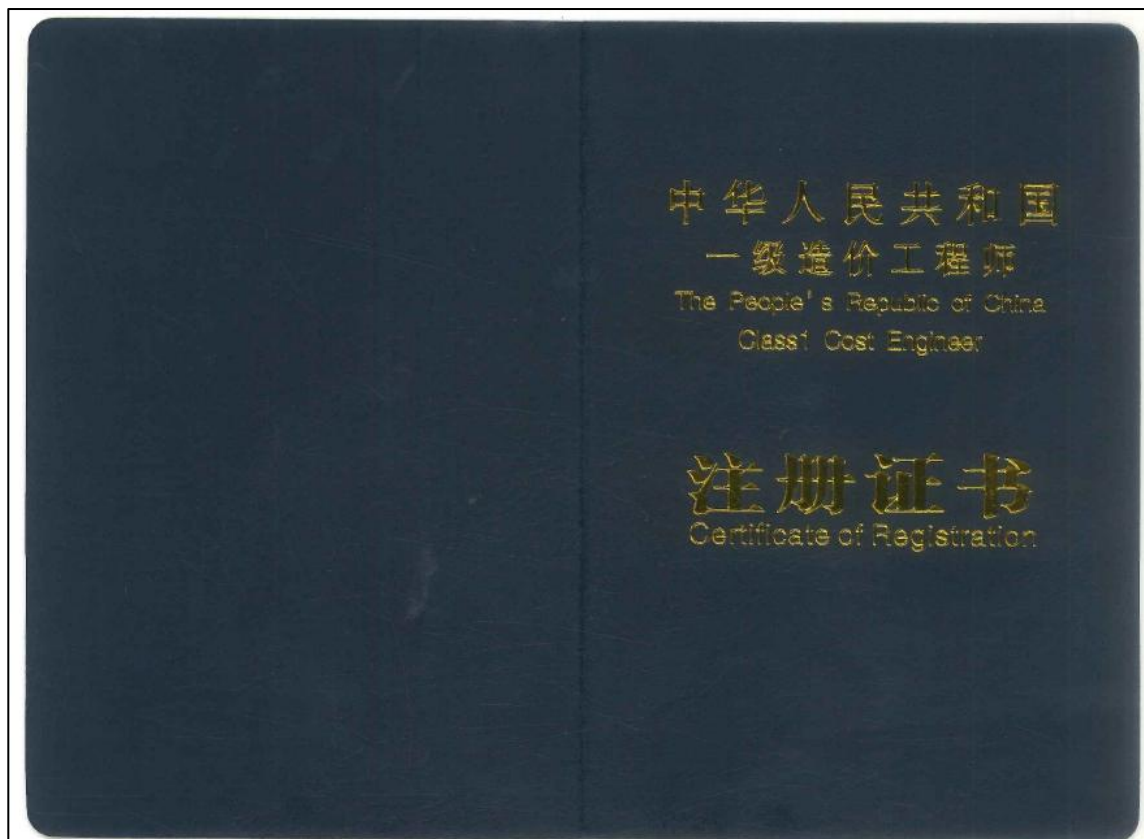 中华人民共和国
一级造价工程师
The People's Republic of China
Class1 Cost Engineer
注册证书
Certificate of Registration